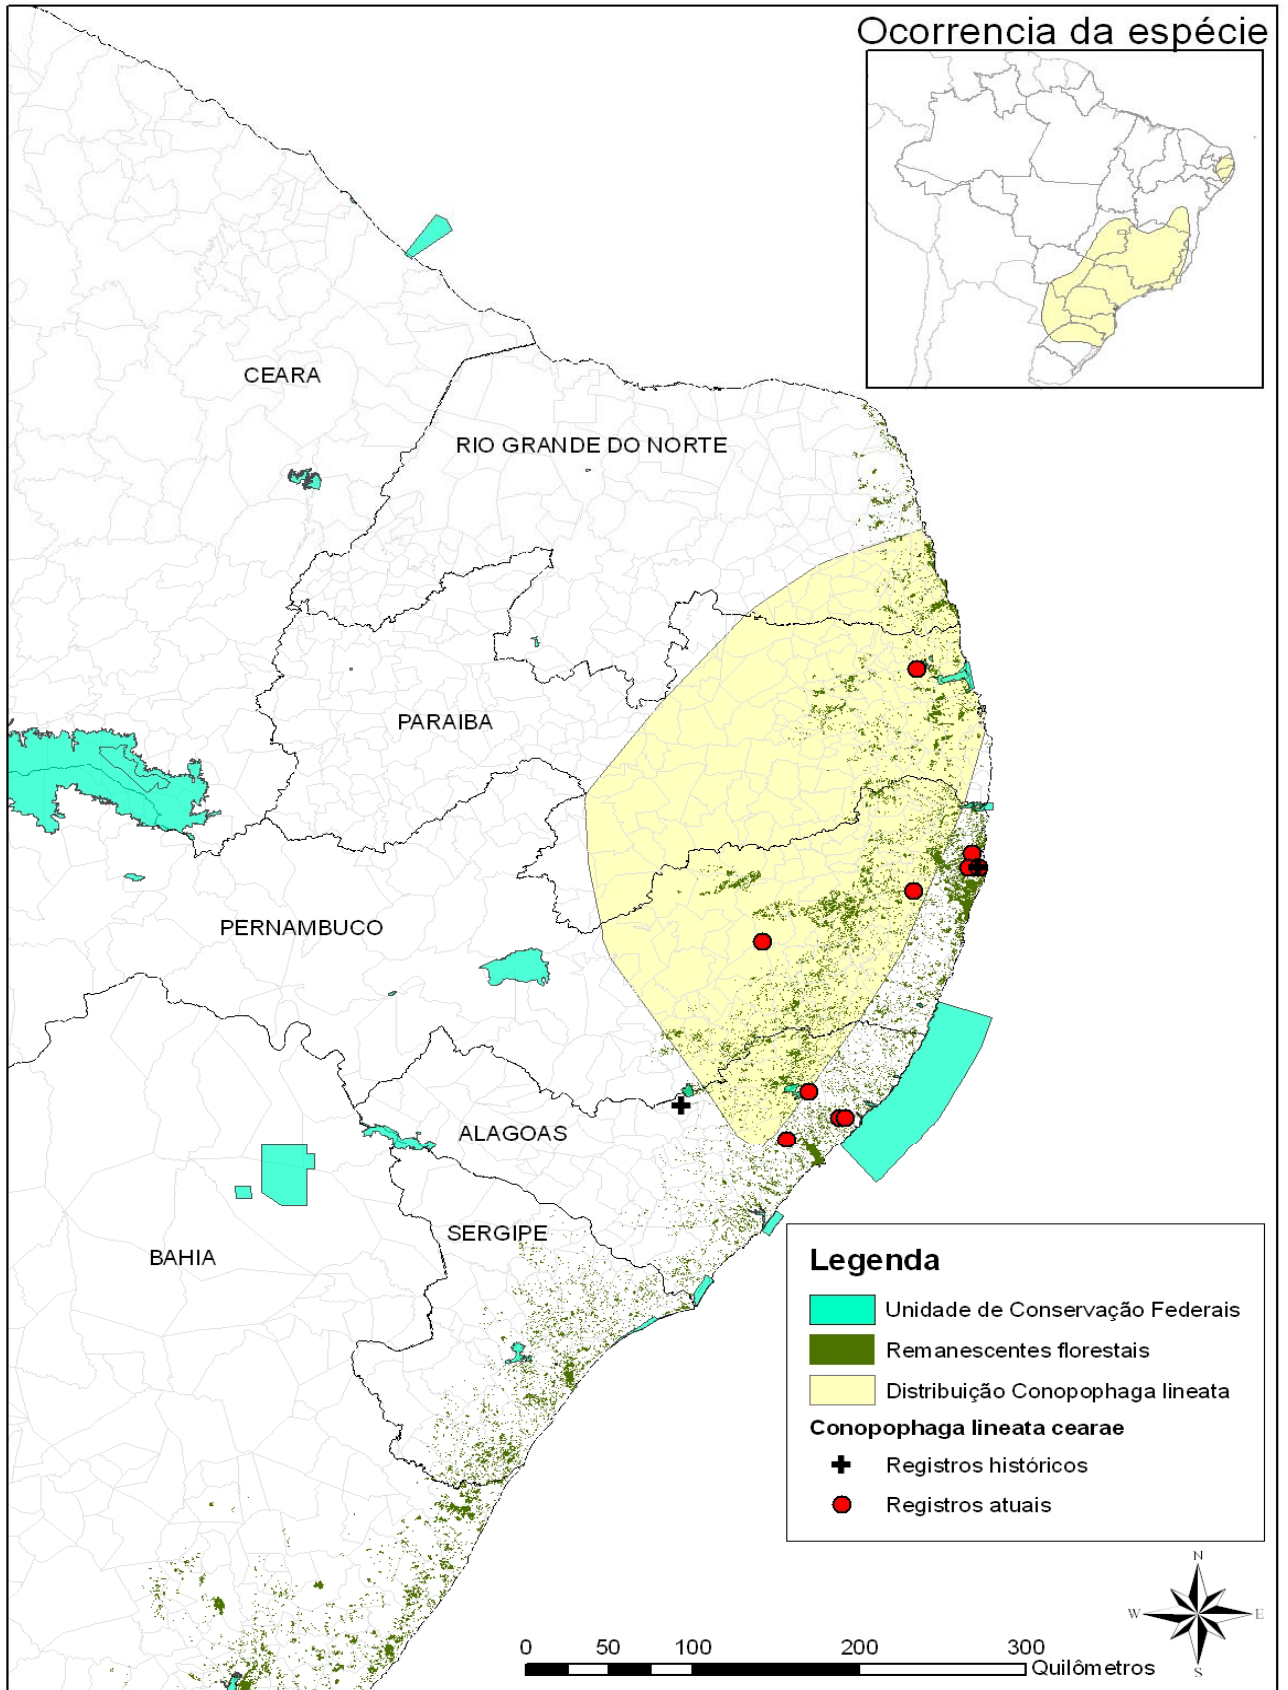 Ocorrencia da espécie
CEARA
RIO GRANDE DO NORTE
PARAIBA
PERNAMBUCO
ALAGOAS
SERGIPE
BAHIA
Legenda
Unidade de Conservação Federais
Remanescentes florestais
Distribuição Conopophaga lineata
Conopophaga lineata cearae
Registros históricos
Registros atuais
N
W E
S
0 50 100 200 300
Quilômetros